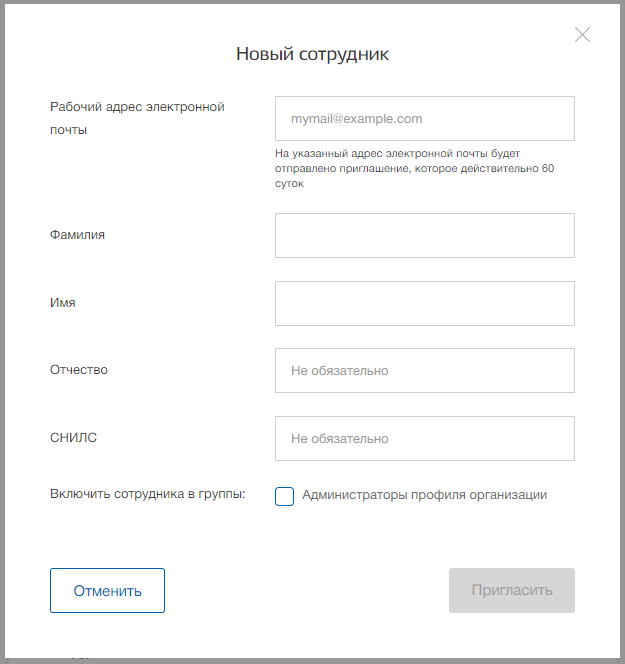 Новый сотрудник
Рабочий адрес электронной
почты
mymail@example.com
На указанный адрес электронной почты будет
отправлено приглашение, которое действительно 60
суток
Фамилия
Имя
Отчество
Не обязательно
СНИЛС
Не обязательно
Включить сотрудника в группы:
Администраторы профиля организации
Отменить
Пригласить